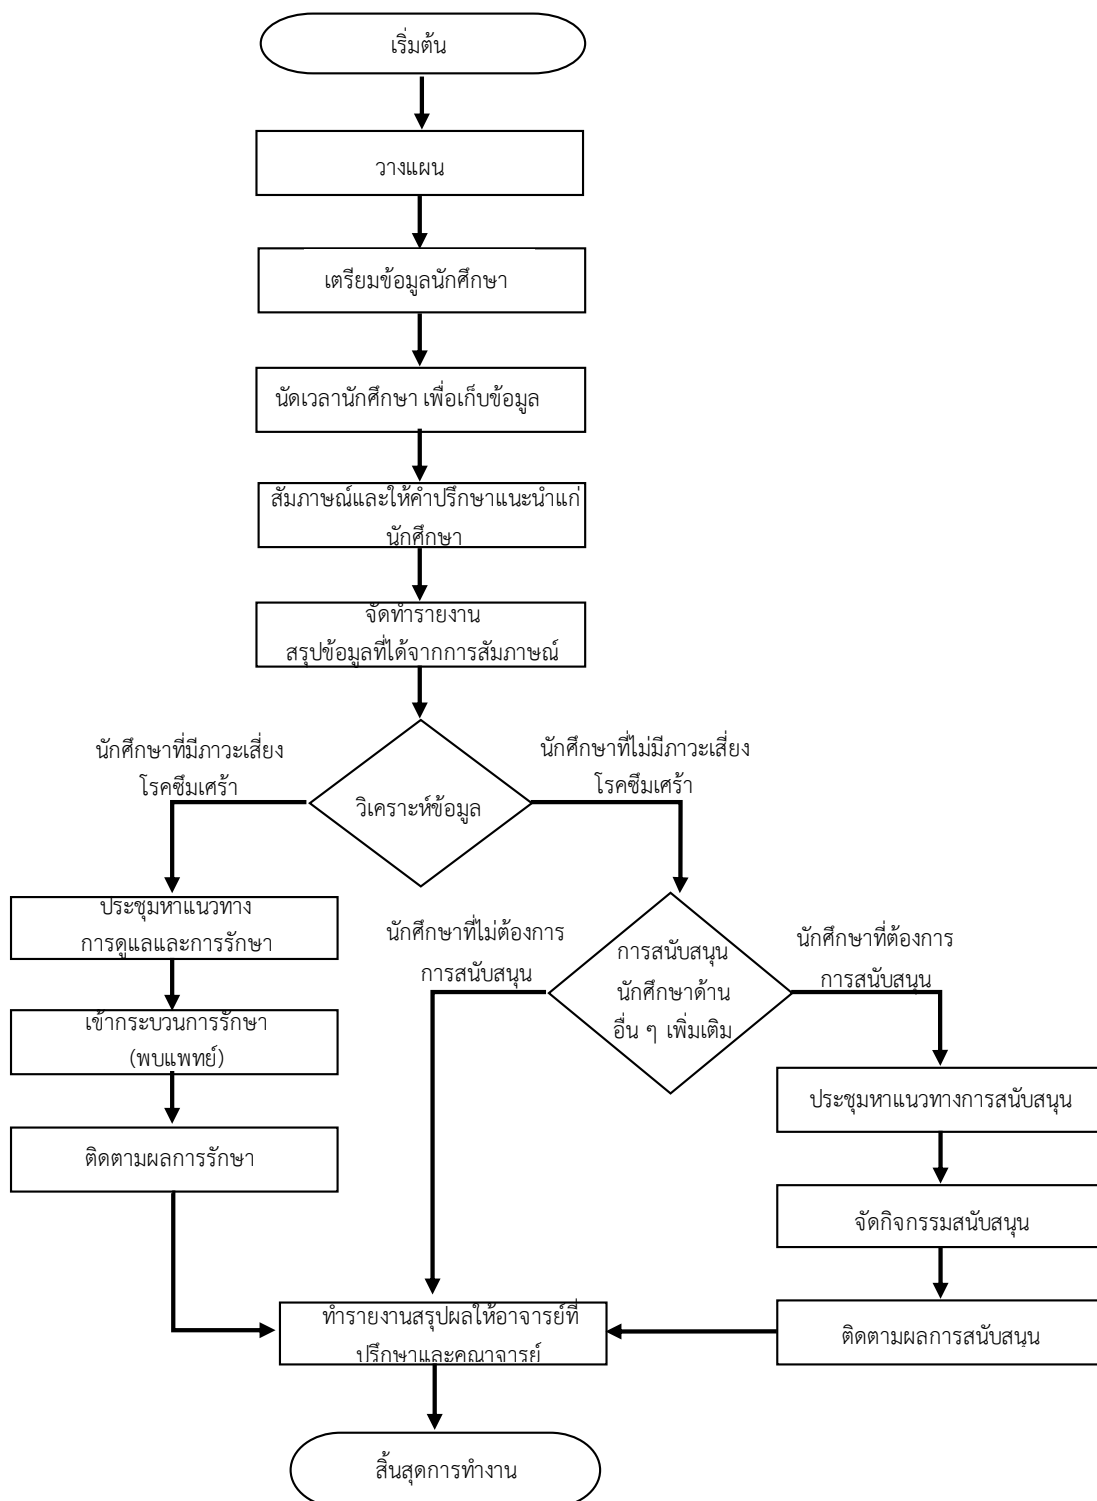 เริ่มต้น
วางแผน
เตรียมข้อมูลนักศึกษา
นัดเวลานักศึกษา เพื่อเก็บข้อมูล
สัมภาษณ์และให้คำปรึกษาแนะนำแก่
นักศึกษา
จัดทำรายงาน
สรุปข้อมูลที่ได้จากการสัมภาษณ์
นักศึกษาที่มีภาวะเสี่ยง
โรคซึมเศร้า
วิเคราะห์ข้อมูล
นักศึกษาที่ไม่มีภาวะเสี่ยง
โรคซึมเศร้า
ประชุมหาแนวทาง
การดูแลและการรักษา
เข้ากระบวนการรักษา
(พบแพทย์)
ติดตามผลการรักษา
นักศึกษาที่ไม่ต้องการ
การสนับสนุน
การสนับสนุน
นักศึกษาด้าน
อื่น ๆ เพิ่มเติม
นักศึกษาที่ต้องการ
การสนับสนุน
ประชุมหาแนวทางการสนับสนุน
จัดกิจกรรมสนับสนุน
ติดตามผลการสนับสนุน
ทำรายงานสรุปผลให้อาจารย์ที่
ปรึกษาและคณาจารย์
สิ้นสุดการทำงาน